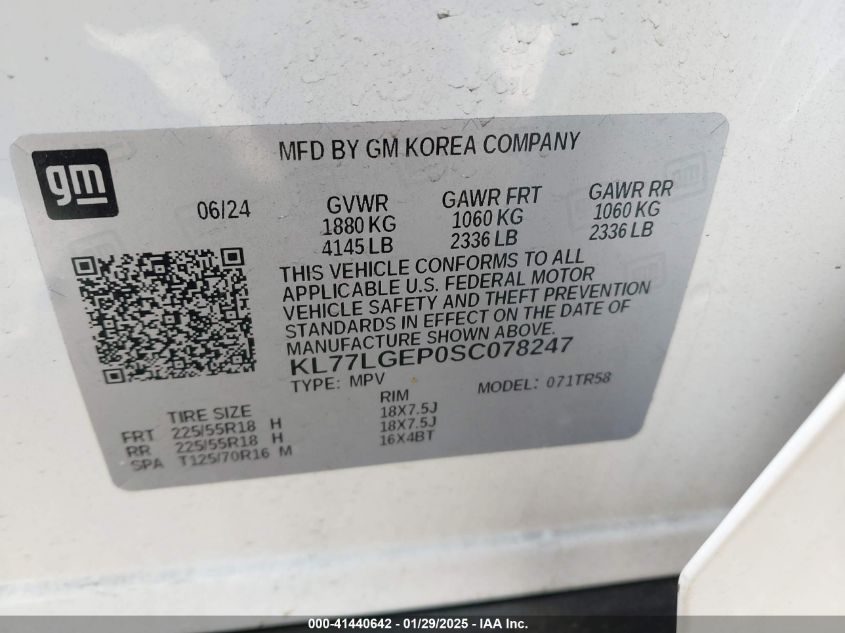 gm
MFD BY GM KOREA COMPANY
06/24
GVWR
1880 KG
4145 LB
GAWR FRT
1060 KG
2336 LB
GAWR RR
1060 KG
2336 LB
THIS VEHICLE CONFORMS TO ALL
APPLICABLE U.S. FEDERAL MOTOR
VEHICLE SAFETY AND THEFT PREVENTION
STANDARDS IN EFFECT ON THE DATE OF
MANUFACTURE SHOWN ABOVE.
KL77LGEP0SC078247
TYPE: MPV MODEL: 071TR58
TIRE SIZE RIM
FRT 225/55R18 H 18X7.5J
RR 225/55R18 H 18X7.5J
SPA T125/70R16 M 16X4BT
000-41440642 - 01/29/2025 - IAA Inc.